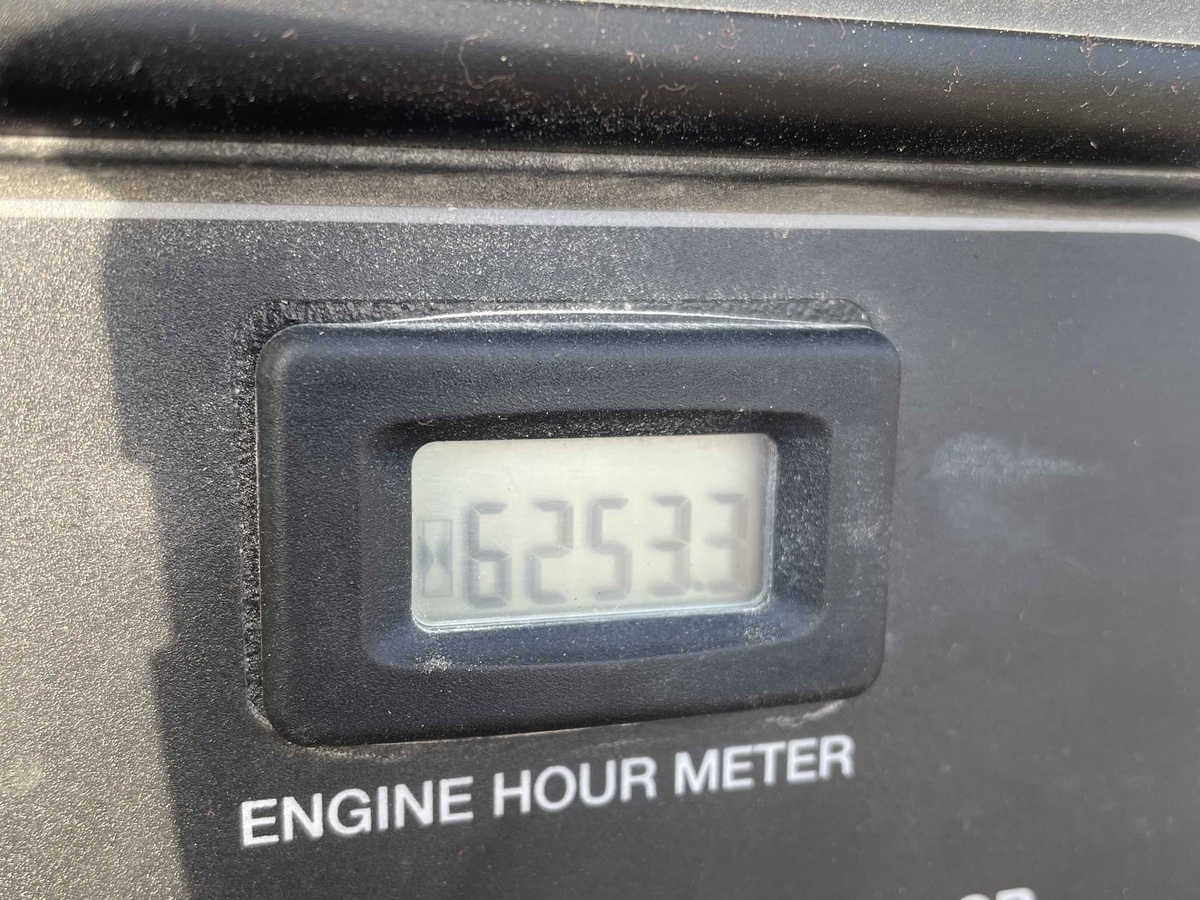 6253.3
ENGINE HOUR METER